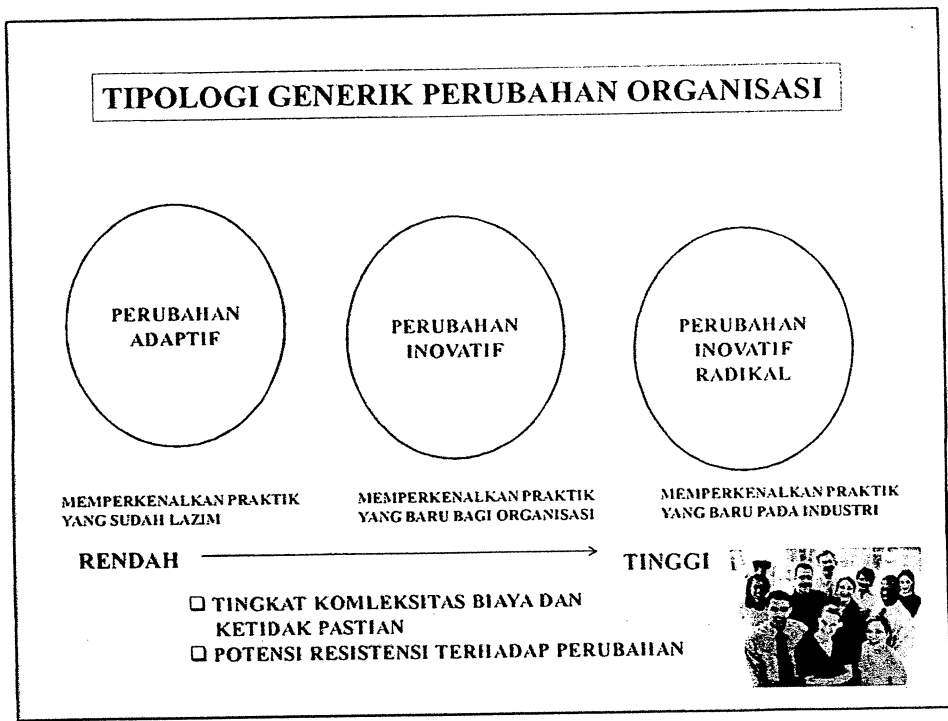 TIPOLOGI GENERIK PERUBAHAN ORGANISASI
PERUBAHAN
ADAPTIF
PERUBAHAN
INOVATIF
PERUBAHAN
INOVATIF
RADIKAL
MEMPERKENALKAN PRAKTIK
YANG SUDAH LAZIM
MEMPERKENALKAN PRAKTIK
YANG BARU BAGI ORGANISASI
MEMPERKENALKAN PRAKTIK
YANG BARU PADA INDUSTRI
RENDAH
TINGGI
❑ TINGKAT KOMLEKSITAS BIAYA DAN
KETIDAK PASTIAN
❑ POTENSI RESISTENSI TERHADAP PERUBAHAN